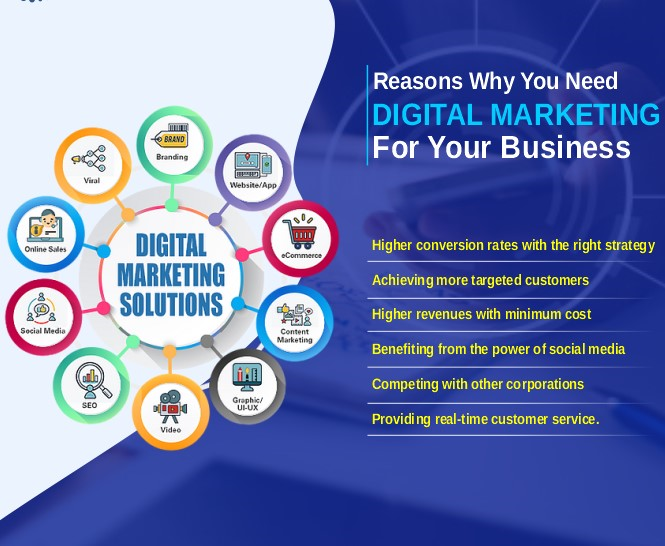 Reasons Why You Need
DIGITAL MARKETING
For Your Business
Branding
BRAND
Viral
Website/App
Online Sales
eCommerce
DIGITAL
MARKETING
SOLUTIONS
Social Media
Content
Marketing
SEO
Graphic/
UI-UX
Video
Higher conversion rates with the right strategy
Achieving more targeted customers
Higher revenues with minimum cost
Benefiting from the power of social media
Competing with other corporations
Providing real-time customer service.